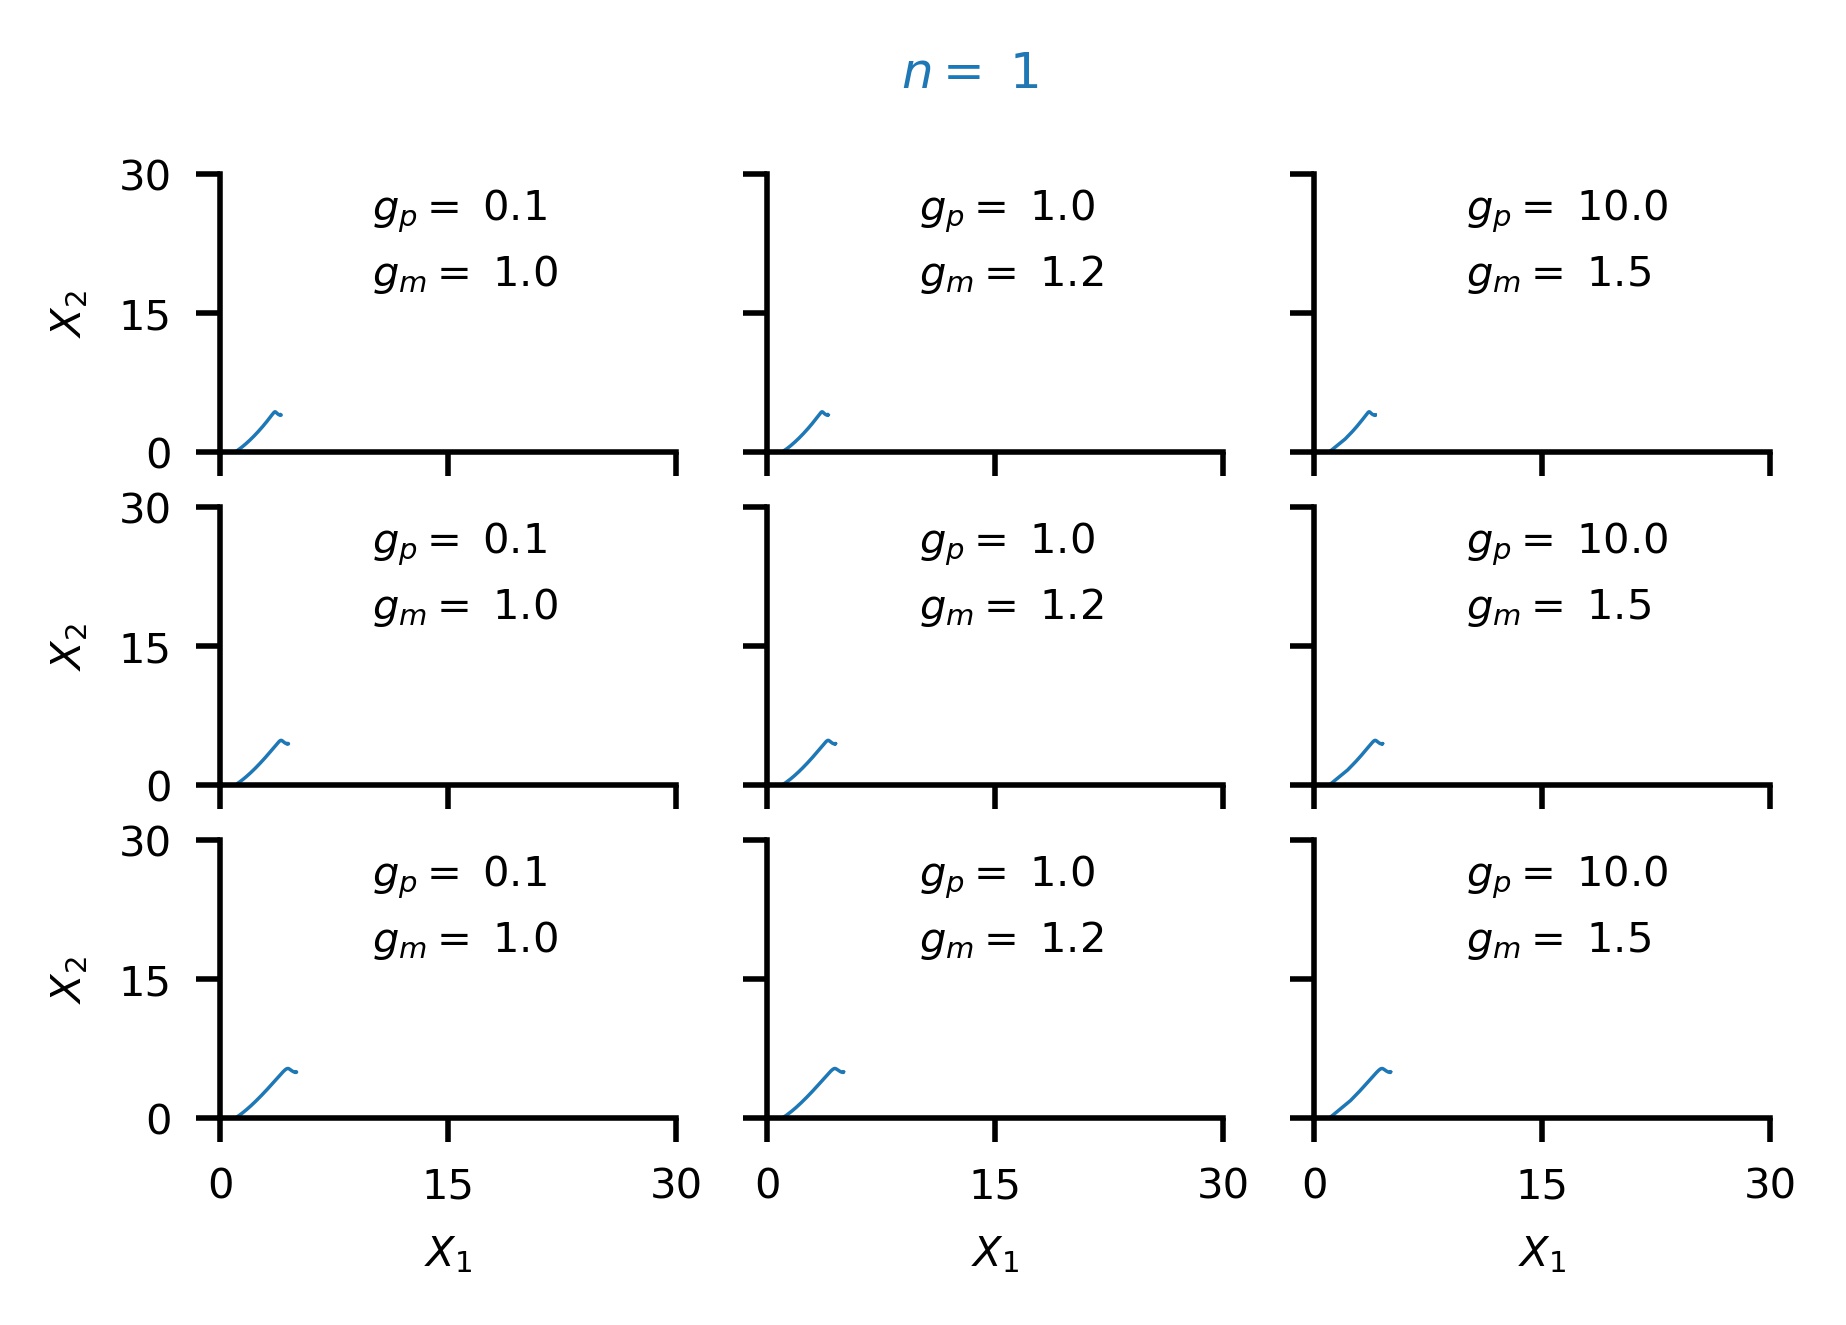 n = 1
30
g_p = 0.1
g_p = 1.0
g_p = 10.0
g_m = 1.0
g_m = 1.2
g_m = 1.5
X_2
15
0
30
g_p = 0.1
g_p = 1.0
g_p = 10.0
g_m = 1.0
g_m = 1.2
g_m = 1.5
X_2
15
0
30
g_p = 0.1
g_p = 1.0
g_p = 10.0
g_m = 1.0
g_m = 1.2
g_m = 1.5
X_2
15
0
0 15 30 0 15 30 0 15 30
X_1 X_1 X_1